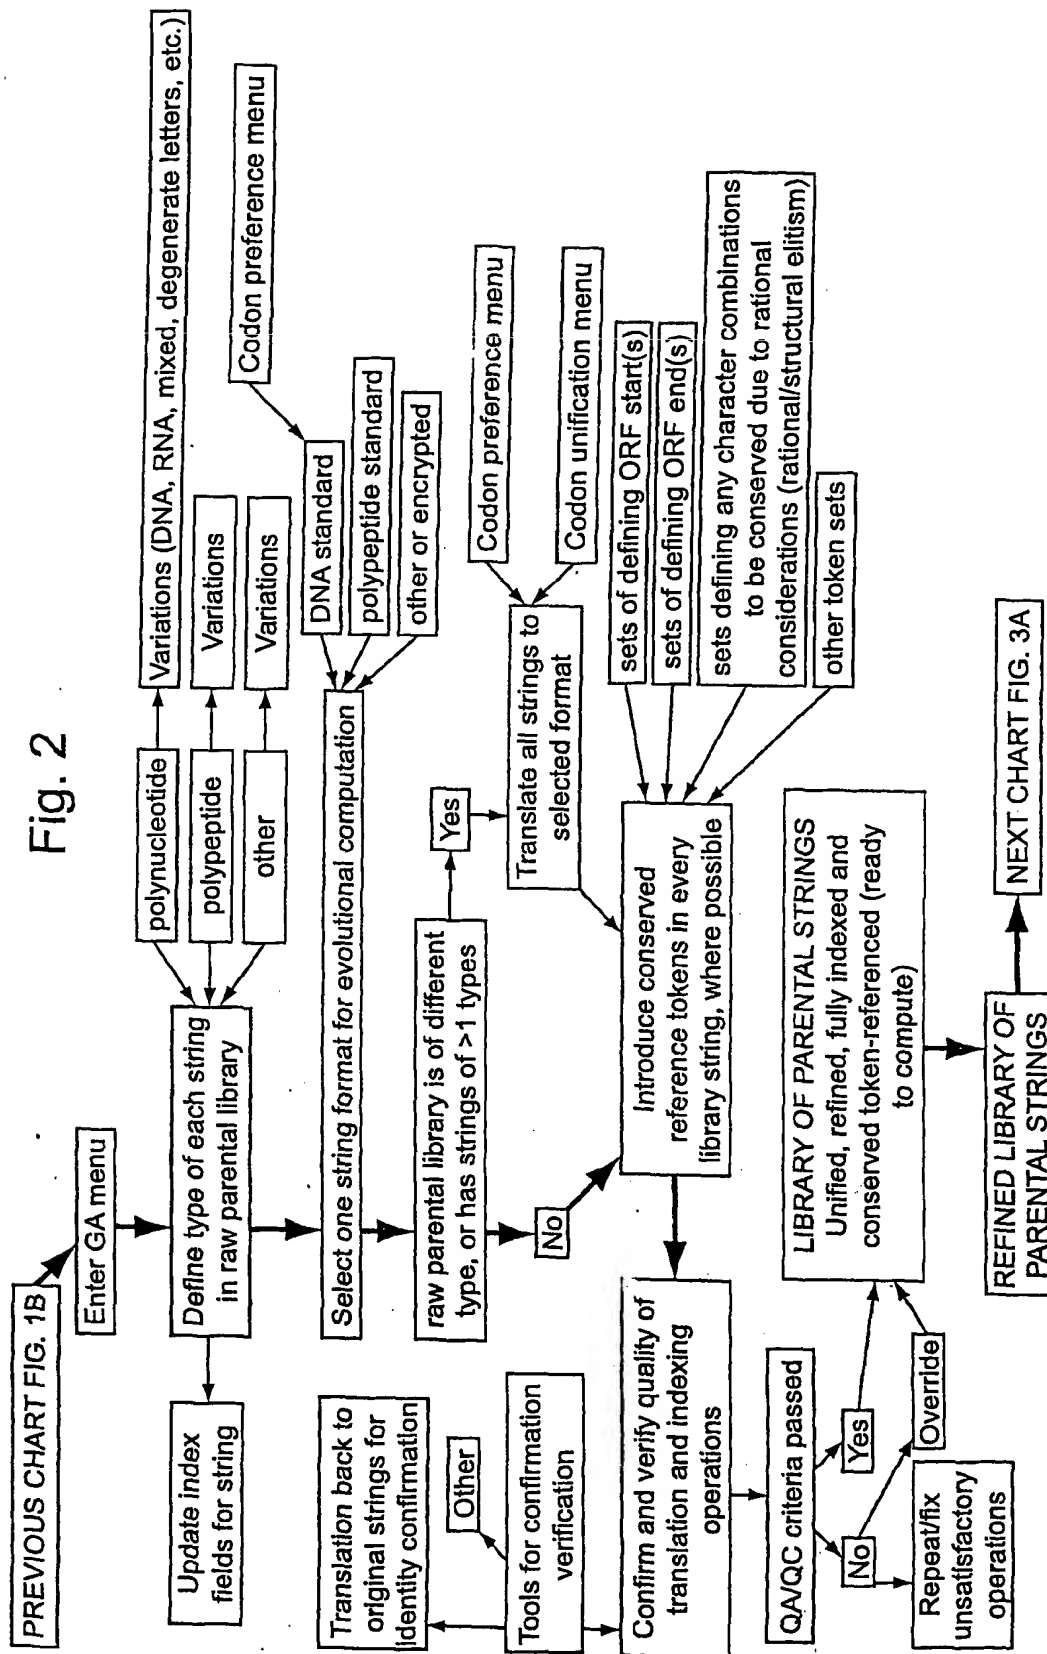 Fig. 2
PREVIOUS CHART FIG. 1B
Enter GA menu
Define type of each string
in raw parental library
Update index
fields for string
polynucleotide
polypeptide
other
Variations (DNA, RNA, mixed, degenerate letters, etc.)
Variations
Variations
Select one string format for evolutional computation
DNA standard
polypeptide standard
other or encrypted
Codon preference menu
raw parental library is of different
type, or has strings of >1 types
Yes
No
Translate all strings to
selected format
Codon preference menu
Codon unification menu
Introduce conserved
reference tokens in every
library string, where possible
sets of defining ORF start(s)
sets of defining ORF end(s)
sets defining any character combinations
to be conserved due to rational
considerations (rational/structural elitism)
other token sets
Translation back to
original strings for
identity confirmation
Other
Tools for confirmation
verification
Confirm and verify quality of
translation and indexing
operations
QA/QC criteria passed
Yes
No
Override
Repeat/fix
unsatisfactory
operations
LIBRARY OF PARENTAL STRINGS
Unified, refined, fully indexed and
conserved token-referenced (ready
to compute)
REFINED LIBRARY OF
PARENTAL STRINGS
NEXT CHART FIG. 3A